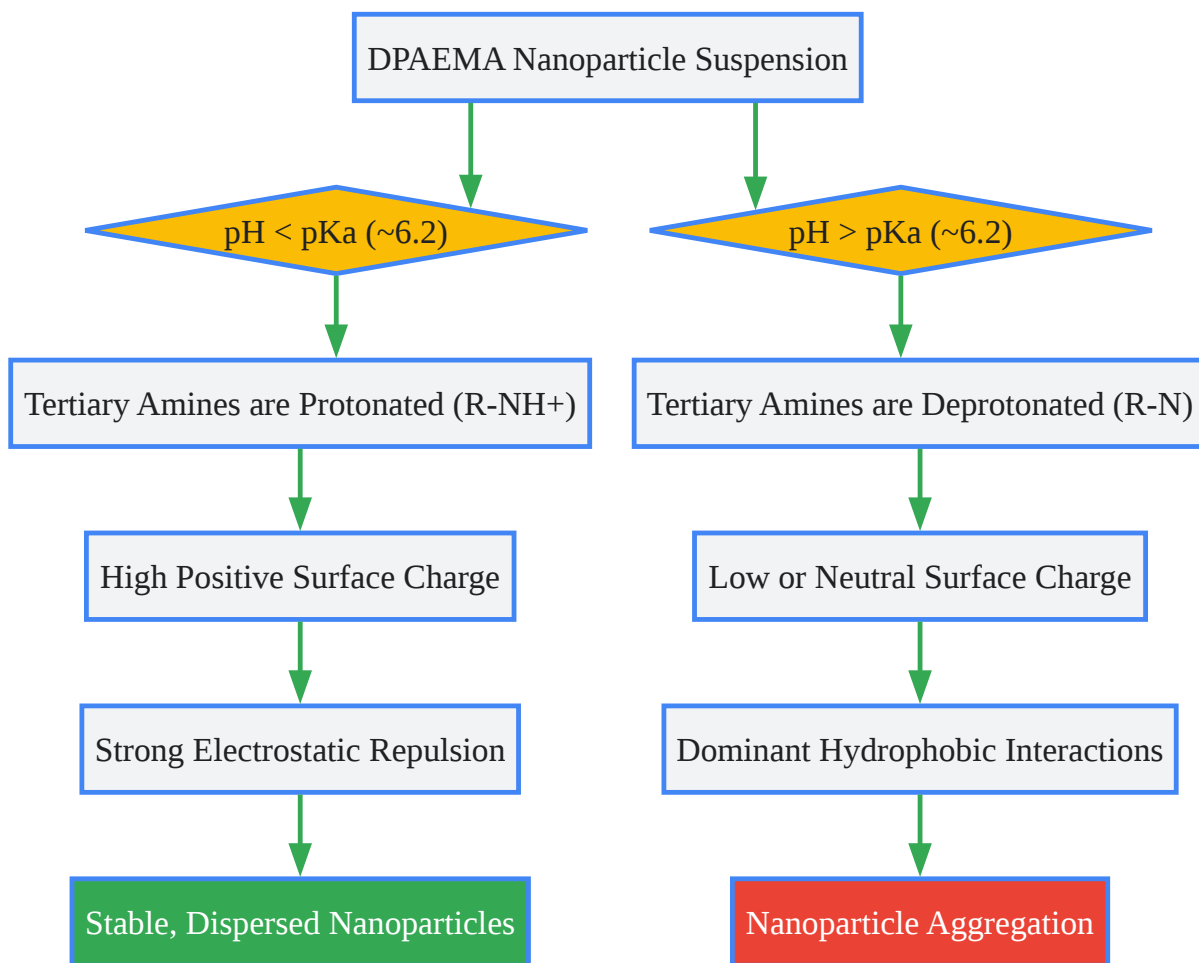 DPAEMA Nanoparticle Suspension
pH < pKa (~6.2)
pH > pKa (~6.2)
Tertiary Amines are Protonated (R-NH+)
Tertiary Amines are Deprotonated (R-N)
High Positive Surface Charge
Low or Neutral Surface Charge
Strong Electrostatic Repulsion
Dominant Hydrophobic Interactions
Stable, Dispersed Nanoparticles
Nanoparticle Aggregation